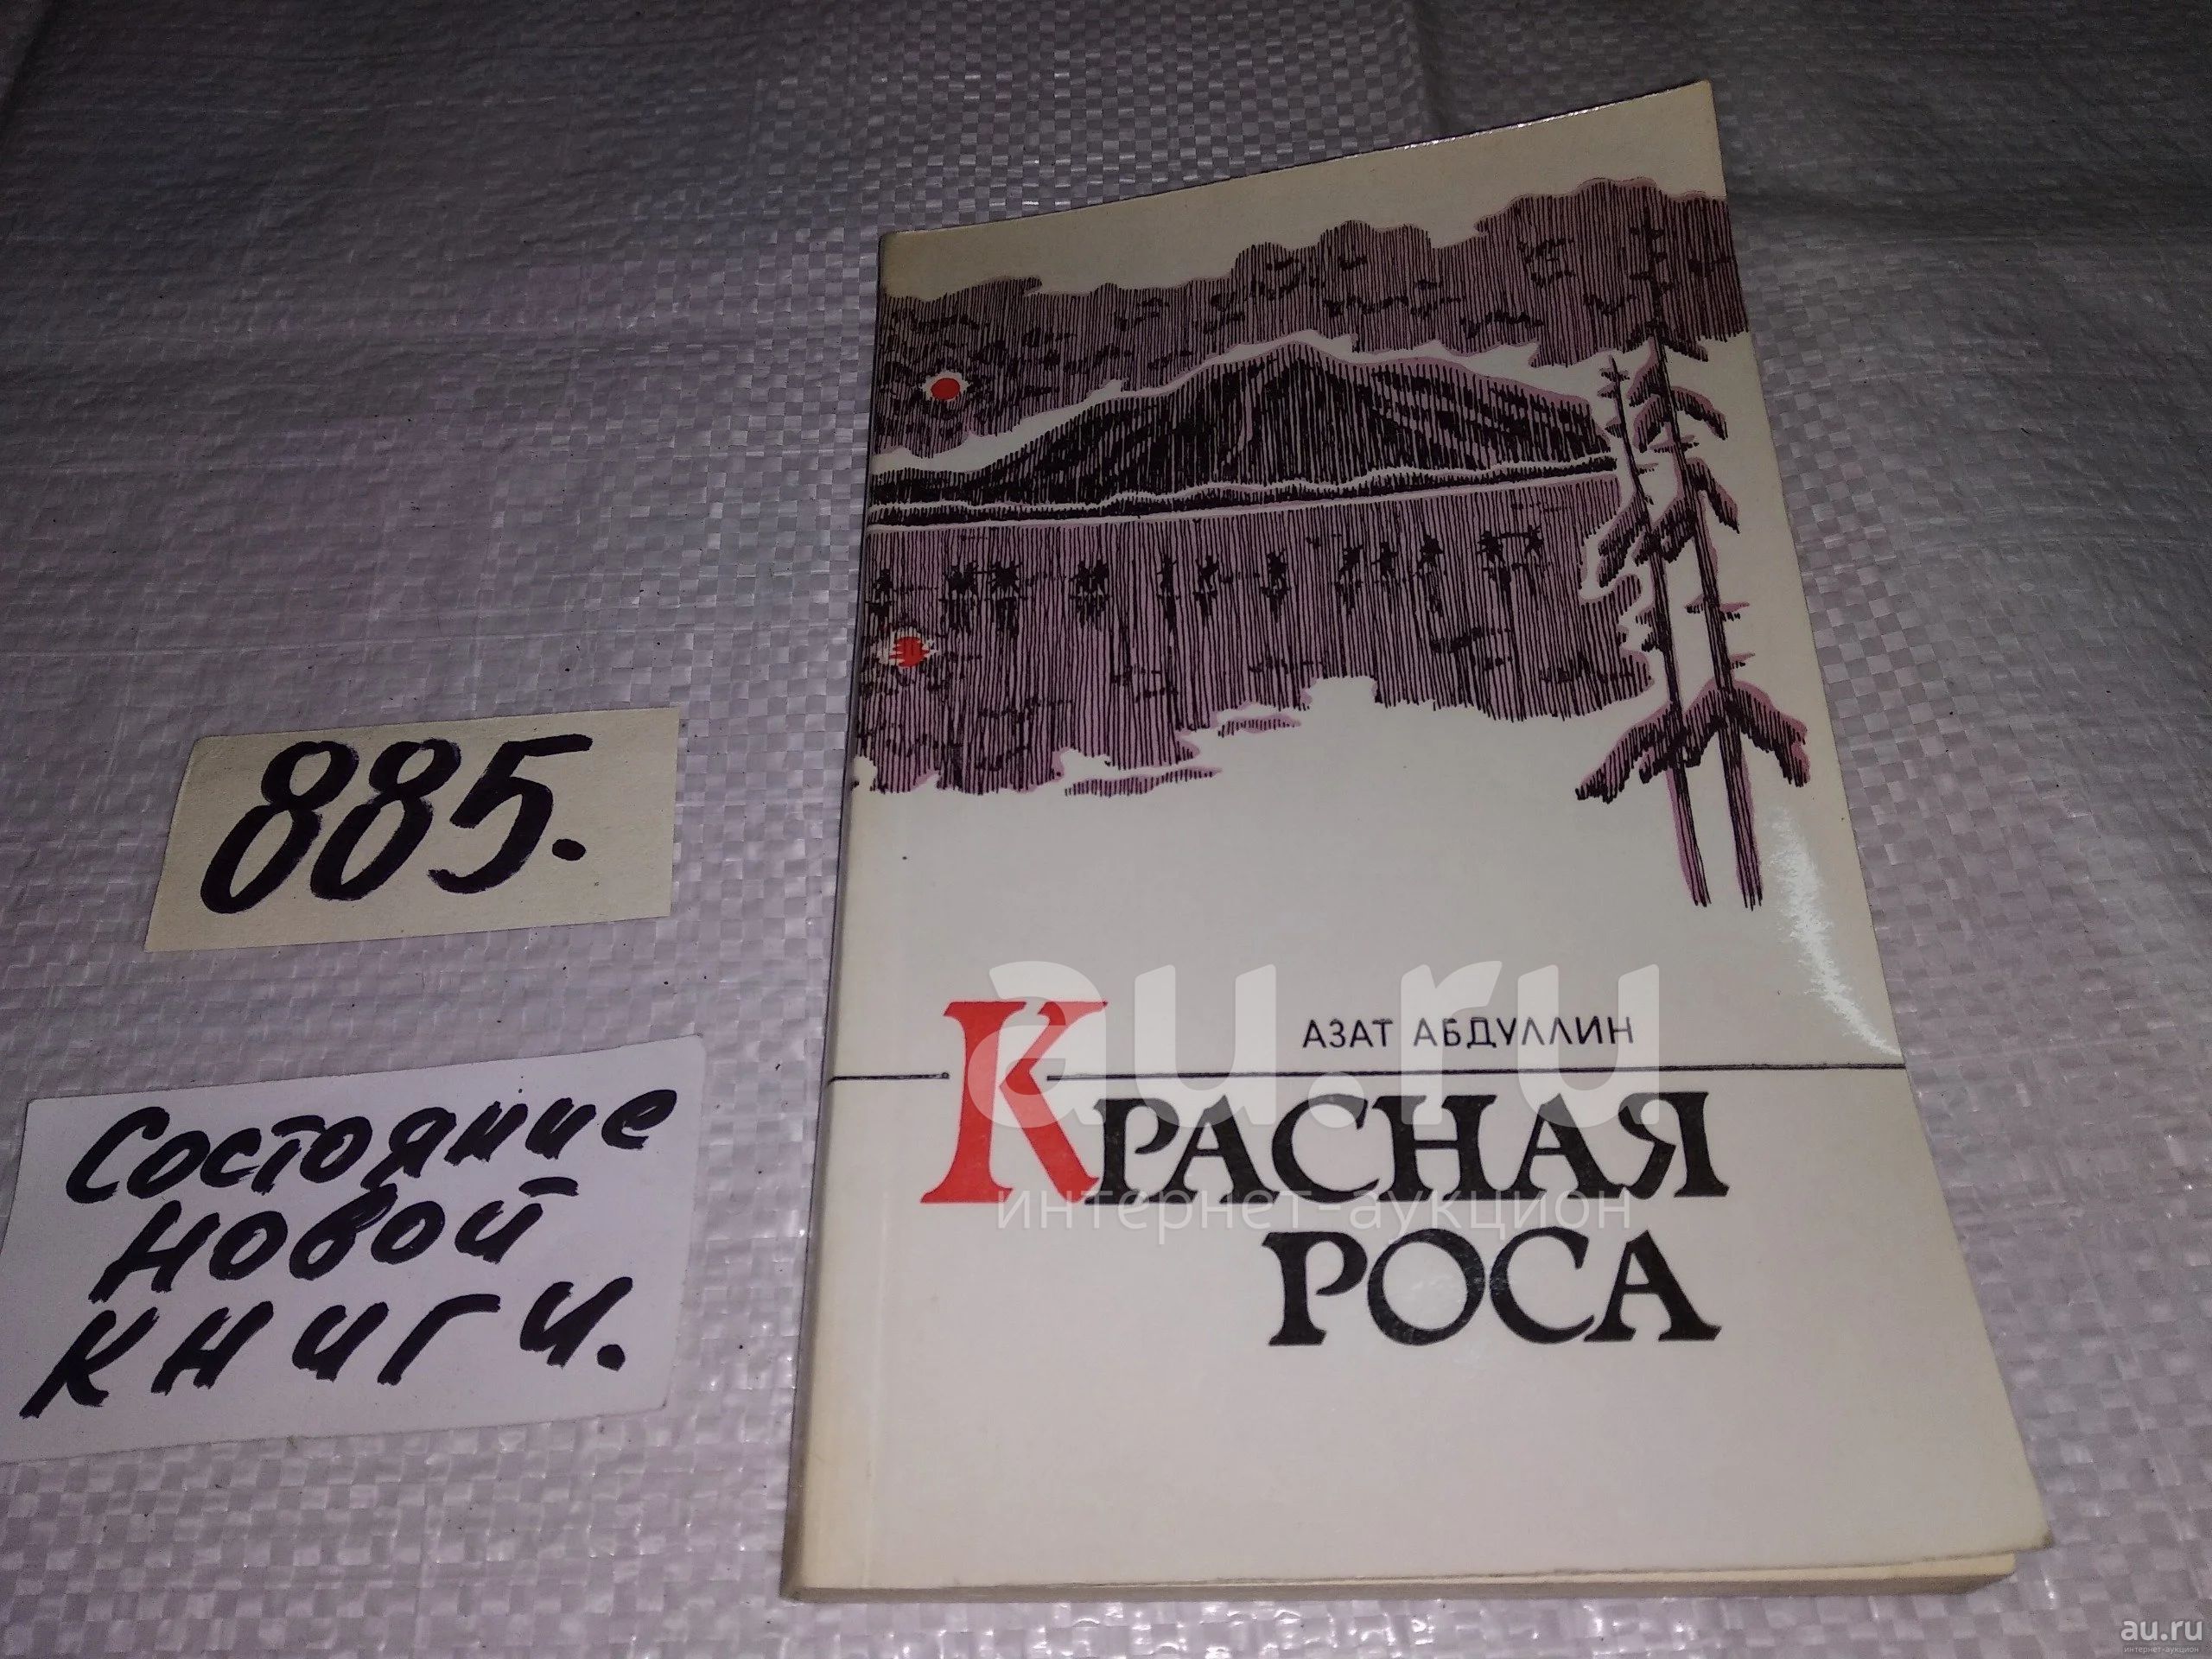 885.
Состояние
новой
книги.
АЗАТ АБДУЛЛИН
КРАСНАЯ
РОСА
au.ru
интернет-аукцион
au.ru
интернет-аукцион